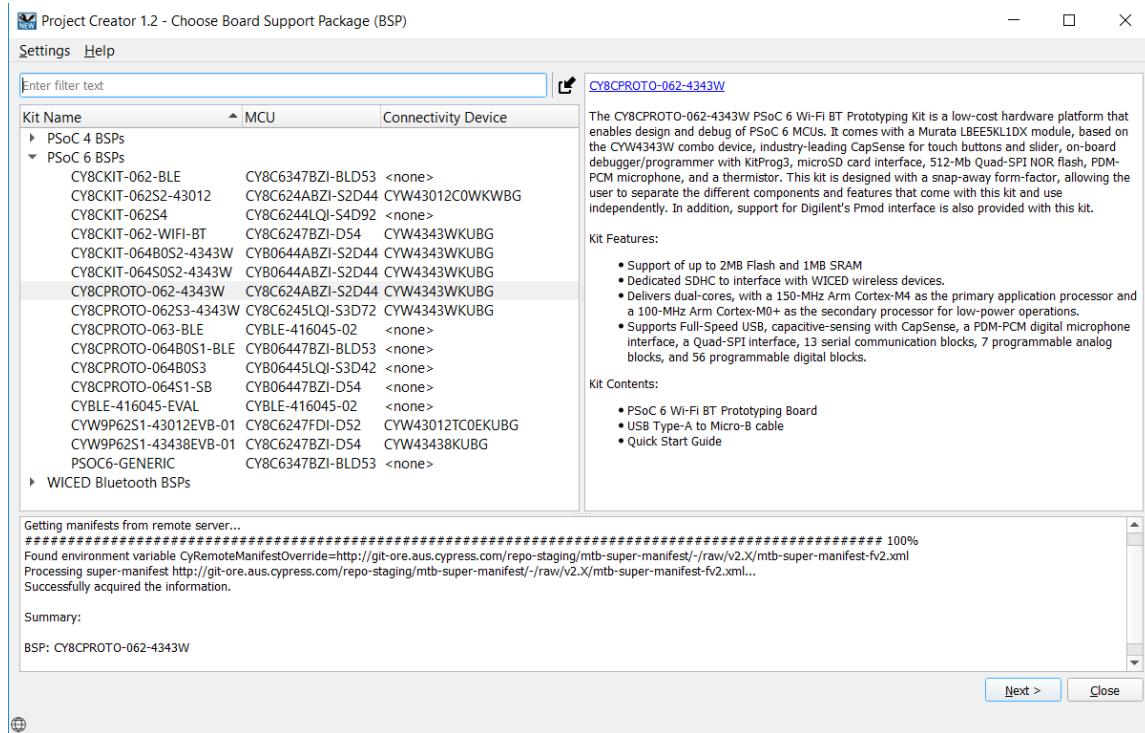 NEW Project Creator 1.2 - Choose Board Support Package (BSP)
Settings Help
Enter filter text
Kit Name MCU Connectivity Device
PSoC 4 BSPs
PSoC 6 BSPs
CY8CKIT-062-BLE CY8C6347BZI-BLD53 <none>
CY8CKIT-062S2-43012 CY8C624ABZI-S2D44 CYW43012C0WKWBG
CY8CKIT-062S4 CY8C6244LQI-S4D92 <none>
CY8CKIT-062-WIFI-BT CY8C6247BZI-D54 CYW4343WKUBG
CY8CKIT-064B0S2-4343W CYB0644ABZI-S2D44 CYW4343WKUBG
CY8CKIT-064S0S2-4343W CYB0644ABZI-S2D44 CYW4343WKUBG
CY8CPROTO-062-4343W CY8C624ABZI-S2D44 CYW4343WKUBG
CY8CPROTO-062S3-4343W CY8C6245LQI-S3D72 CYW4343WKUBG
CY8CPROTO-063-BLE CYBLE-416045-02 <none>
CY8CPROTO-064B0S1-BLE CYB06447BZI-BLD53 <none>
CY8CPROTO-064B0S3 CYB06445LQI-S3D42 <none>
CY8CPROTO-064S1-SB CYB06447BZI-D54 <none>
CYBLE-416045-EVAL CYBLE-416045-02 <none>
CYW9P62S1-43012EVB-01 CY8C6247FDI-D52 CYW43012TC0EKUBG
CYW9P62S1-43438EVB-01 CY8C6247BZI-D54 CYW43438KUBG
PSOC6-GENERIC CY8C6347BZI-BLD53 <none>
WICED Bluetooth BSPs
CY8CPROTO-062-4343W
The CY8CPROTO-062-4343W PSoC 6 Wi-Fi BT Prototyping Kit is a low-cost hardware platform that
enables design and debug of PSoC 6 MCUs. It comes with a Murata LBEE5KL1DX module, based on
the CYW4343W combo device, industry-leading CapSense for touch buttons and slider, on-board
debugger/programmer with KitProg3, microSD card interface, 512-Mb Quad-SPI NOR flash, PDM-
PCM microphone, and a thermistor. This kit is designed with a snap-away form-factor, allowing the
user to separate the different components and features that come with this kit and use
independently. In addition, support for Digilent's Pmod interface is also provided with this kit.
Kit Features:
• Support of up to 2MB Flash and 1MB SRAM
• Dedicated SDHC to interface with WICED wireless devices.
• Delivers dual-cores, with a 150-MHz Arm Cortex-M4 as the primary application processor and
a 100-MHz Arm Cortex-M0+ as the secondary processor for low-power operations.
• Supports Full-Speed USB, capacitive-sensing with CapSense, a PDM-PCM digital microphone
interface, a Quad-SPI interface, 13 serial communication blocks, 7 programmable analog
blocks, and 56 programmable digital blocks.
Kit Contents:
• PSoC 6 Wi-Fi BT Prototyping Board
• USB Type-A to Micro-B cable
• Quick Start Guide
Getting manifests from remote server...
#################################################################################################### 100%
Found environment variable CyRemoteManifestOverride=http://git-ore.aus.cypress.com/repo-staging/mtb-super-manifest/-/raw/v2.X/mtb-super-manifest-fv2.xml
Processing super-manifest http://git-ore.aus.cypress.com/repo-staging/mtb-super-manifest/-/raw/v2.X/mtb-super-manifest-fv2.xml...
Successfully acquired the information.
Summary:
BSP: CY8CPROTO-062-4343W
Next > Close